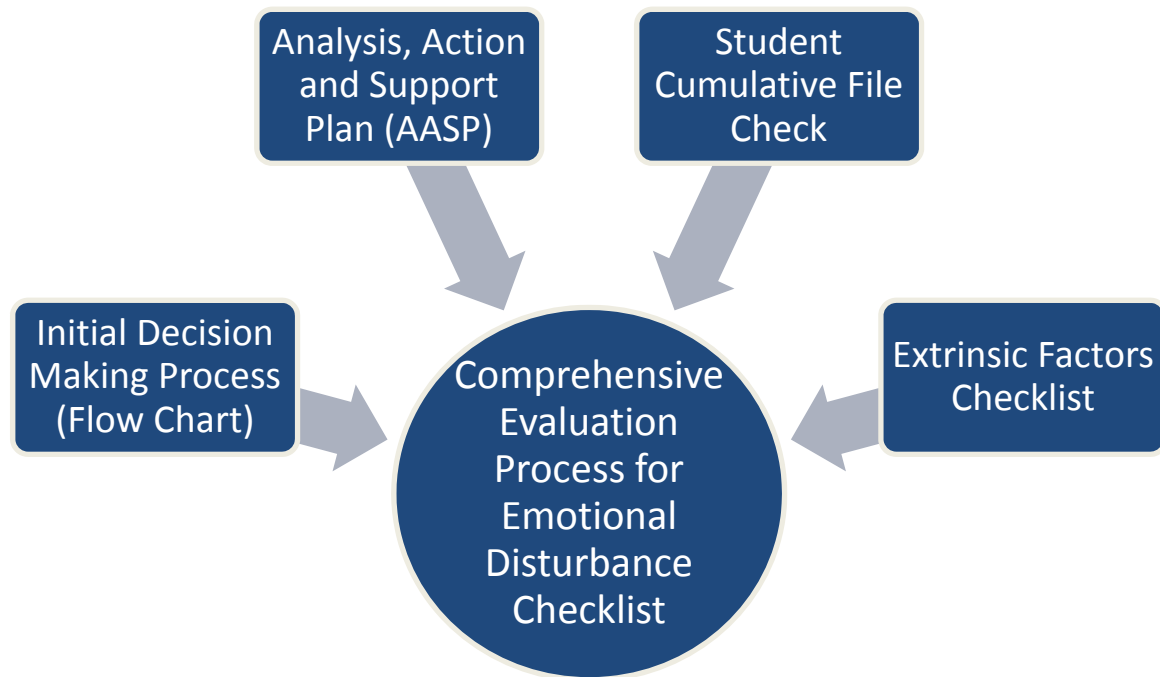 Analysis, Action
and Support
Plan (AASP)
Student
Cumulative File
Check
Initial Decision
Making Process
(Flow Chart)
Extrinsic Factors
Checklist
Comprehensive
Evaluation
Process for
Emotional
Disturbance
Checklist